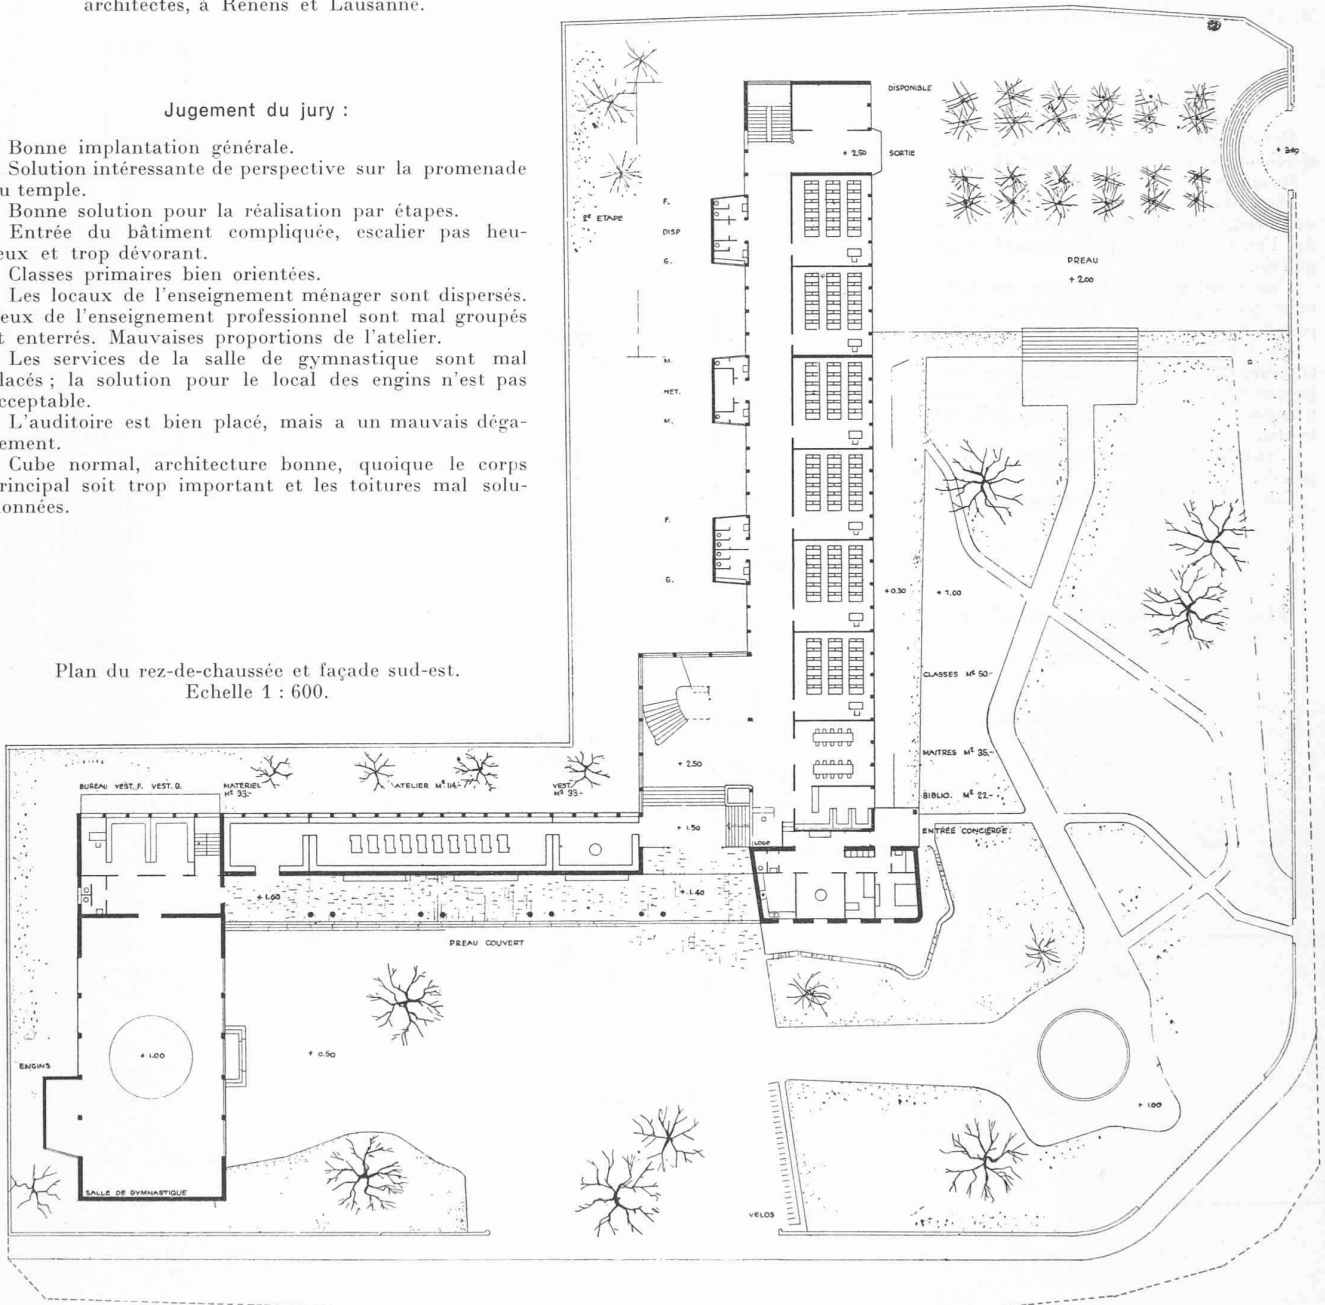 architectes, à Renens et Lausanne.
Jugement du jury :
Bonne implantation générale.
Solution intéressante de perspective sur la promenade
u temple.
Bonne solution pour la réalisation par étapes.
Entrée du bâtiment compliquée, escalier pas heu-
eux et trop dévorant.
Classes primaires bien orientées.
Les locaux de l'enseignement ménager sont dispersés.
eux de l'enseignement professionnel sont mal groupés
t enterrés. Mauvaises proportions de l'atelier.
Les services de la salle de gymnastique sont mal
lacés ; la solution pour le local des engins n'est pas
cceptable.
L'auditoire est bien placé, mais a un mauvais déga-
ement.
Cube normal, architecture bonne, quoique le corps
rincipal soit trop important et les toitures mal solu-
onnées.
Plan du rez-de-chaussée et façade sud-est.
Echelle 1 : 600.
DISPONIBLE
+ 2.50
SORTIE
+ 3.40
2E ETAPE
F.
DISP
G.
PREAU
+ 2.00
M.
NET.
M.
F.
G.
+ 0.30
+ 1.00
CLASSES M2 50.-
MAITRES M2 35.-
BIBLIO. M2 22.-
ENTRÉE CONCIERGE.
+ 2.50
BUREAU VEST. F. VEST. G.
MATERIEL
M2 33.-
ATELIER M2 114.-
VEST.
M2 33.-
+ 1.50
LOGE
+ 1.60
+ 1.40
PREAU COUVERT
ENGINS
+ 1.00
+ 0.50
+ 1.00
SALLE DE GYMNASTIQUE
VELOS